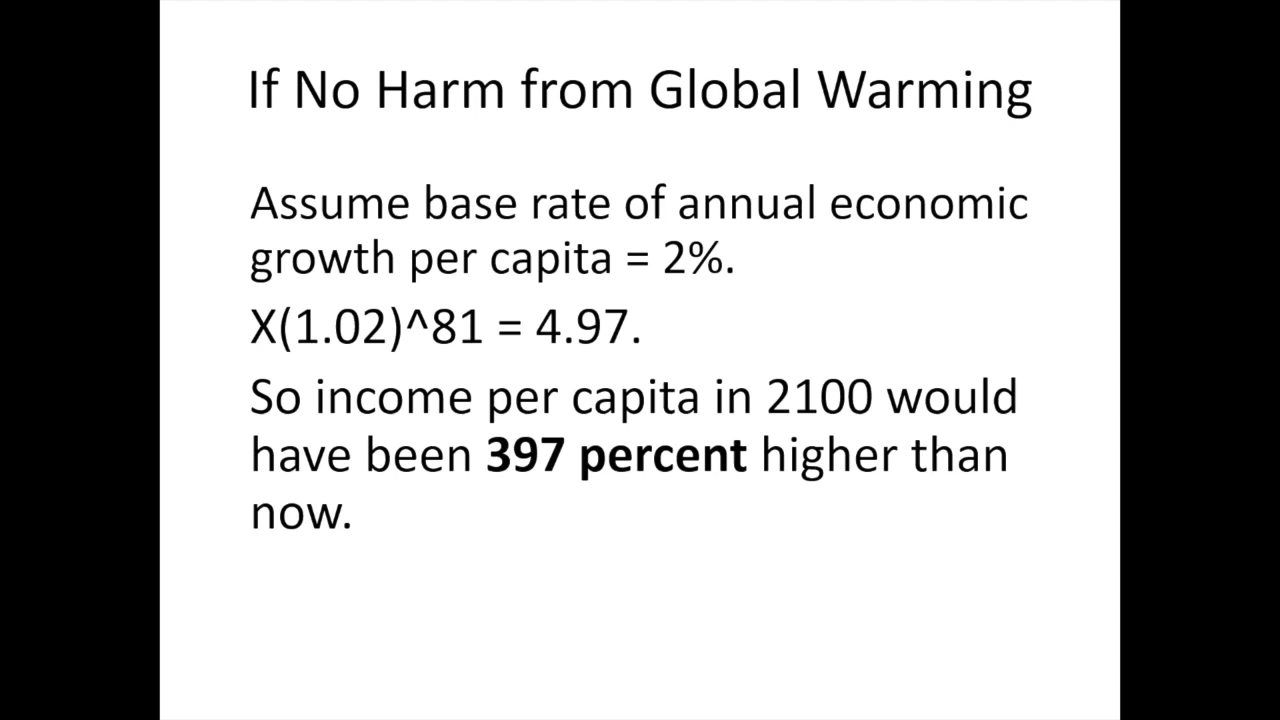 If No Harm from Global Warming
Assume base rate of annual economic
growth per capita = 2%.
X(1.02)^81 = 4.97.
So income per capita in 2100 would
have been 397 percent higher than
now.